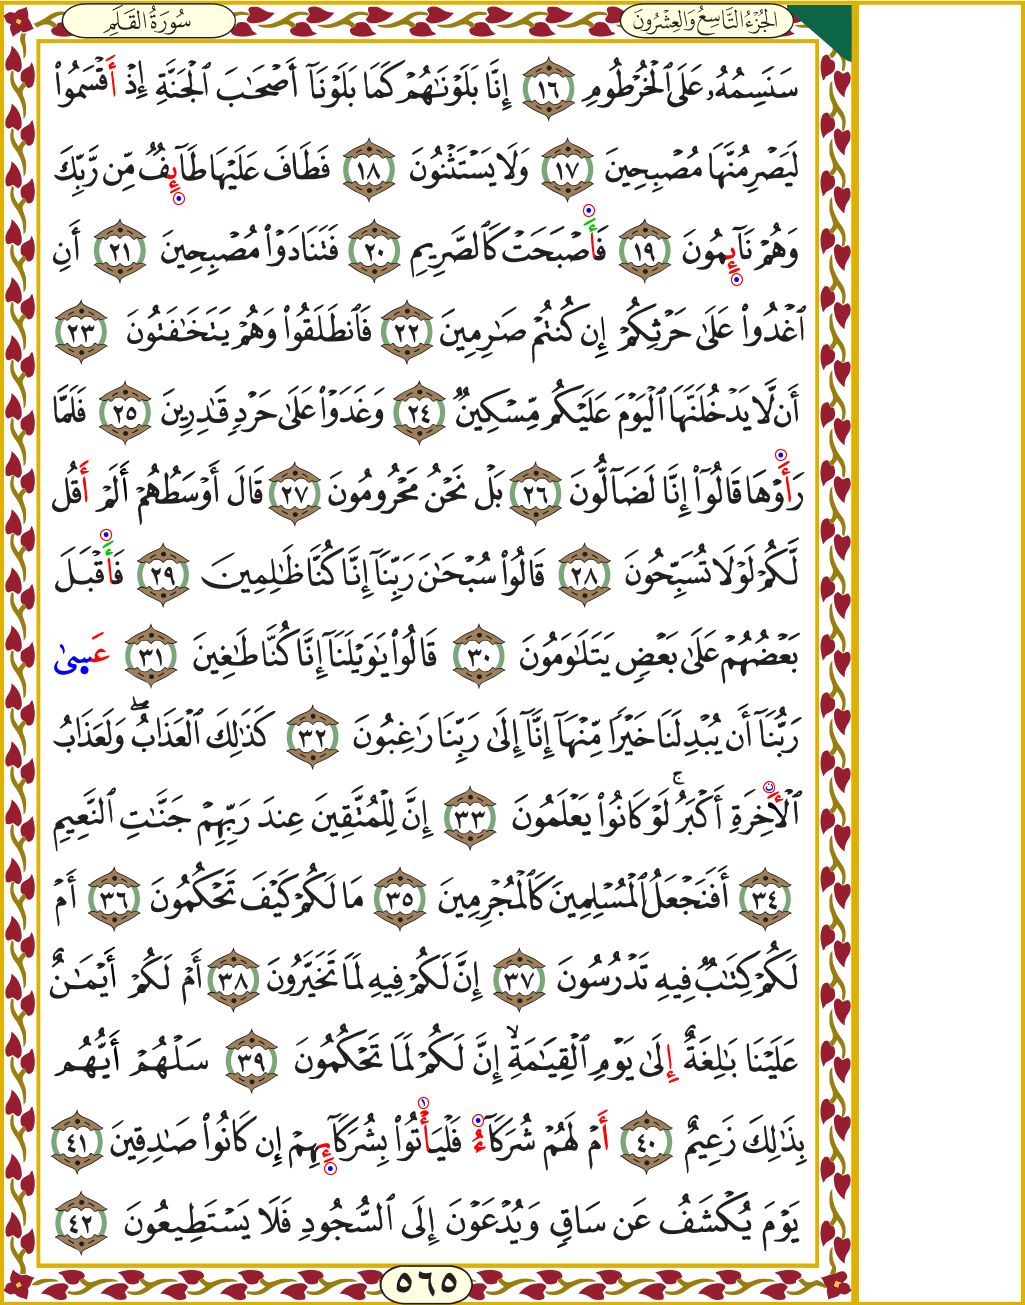 الجُزْءُ التَّاسِعُ وَالعِشْرُونَ
سُورَةُ القَلَمِ
سَنَسِمُهُۥ عَلَى ٱلْخُرْطُومِ ١٦ إِنَّا بَلَوْنَٰهُمْ كَمَا بَلَوْنَآ أَصْحَٰبَ ٱلْجَنَّةِ إِذْ أَقْسَمُوا۟
لَيَصْرِمُنَّهَا مُصْبِحِينَ ١٧ وَلَا يَسْتَثْنُونَ ١٨ فَطَافَ عَلَيْهَا طَآئِفٌ مِّن رَّبِّكَ
وَهُمْ نَآئِمُونَ ١٩ فَأَصْبَحَتْ كَٱلصَّرِيمِ ٢٠ فَتَنَادَوْا۟ مُصْبِحِينَ ٢١ أَنِ
ٱغْدُوا۟ عَلَىٰ حَرْثِكُمْ إِن كُنتُمْ صَٰرِمِينَ ٢٢ فَٱنطَلَقُوا۟ وَهُمْ يَتَخَٰفَتُونَ ٢٣
أَن لَّا يَدْخُلَنَّهَا ٱلْيَوْمَ عَلَيْكُم مِّسْكِينٌ ٢٤ وَغَدَوْا۟ عَلَىٰ حَرْدٍ قَٰدِرِينَ ٢٥ فَلَمَّا
رَأَوْهَا قَالُوٓا۟ إِنَّا لَضَآلُّونَ ٢٦ بَلْ نَحْنُ مَحْرُومُونَ ٢٧ قَالَ أَوْسَطُهُمْ أَلَمْ أَقُل
لَّكُمْ لَوْلَا تُسَبِّحُونَ ٢٨ قَالُوا۟ سُبْحَٰنَ رَبِّنَآ إِنَّا كُنَّا ظَٰلِمِينَ ٢٩ فَأَقْبَلَ
بَعْضُهُمْ عَلَىٰ بَعْضٍ يَتَلَٰوَمُونَ ٣٠ قَالُوا۟ يَٰوَيْلَنَآ إِنَّا كُنَّا طَٰغِينَ ٣١ عَسَىٰ
رَبُّنَآ أَن يُبْدِلَنَا خَيْرًا مِّنْهَآ إِنَّآ إِلَىٰ رَبِّنَا رَٰغِبُونَ ٣٢ كَذَٰلِكَ ٱلْعَذَابُ ۖ وَلَعَذَابُ
ٱلْأَخِرَةِ أَكْبَرُ ۚ لَوْ كَانُوا۟ يَعْلَمُونَ ٣٣ إِنَّ لِلْمُتَّقِينَ عِندَ رَبِّهِمْ جَنَّٰتِ ٱلنَّعِيمِ
٣٤ أَفَنَجْعَلُ ٱلْمُسْلِمِينَ كَٱلْمُجْرِمِينَ ٣٥ مَا لَكُمْ كَيْفَ تَحْكُمُونَ ٣٦ أَمْ
لَكُمْ كِتَٰبٌ فِيهِ تَدْرُسُونَ ٣٧ إِنَّ لَكُمْ فِيهِ لَمَا تَخَيَّرُونَ ٣٨ أَمْ لَكُمْ أَيْمَٰنٌ
عَلَيْنَا بَٰلِغَةٌ إِلَىٰ يَوْمِ ٱلْقِيَٰمَةِ ۙ إِنَّ لَكُمْ لَمَا تَحْكُمُونَ ٣٩ سَلْهُمْ أَيُّهُم
بِذَٰلِكَ زَعِيمٌ ٤٠ أَمْ لَهُمْ شُرَكَآءُ فَلْيَأْتُوا۟ بِشُرَكَآئِهِمْ إِن كَانُوا۟ صَٰدِقِينَ ٤١
يَوْمَ يُكْشَفُ عَن سَاقٍ وَيُدْعَوْنَ إِلَى ٱلسُّجُودِ فَلَا يَسْتَطِيعُونَ ٤٢
٥٦٥